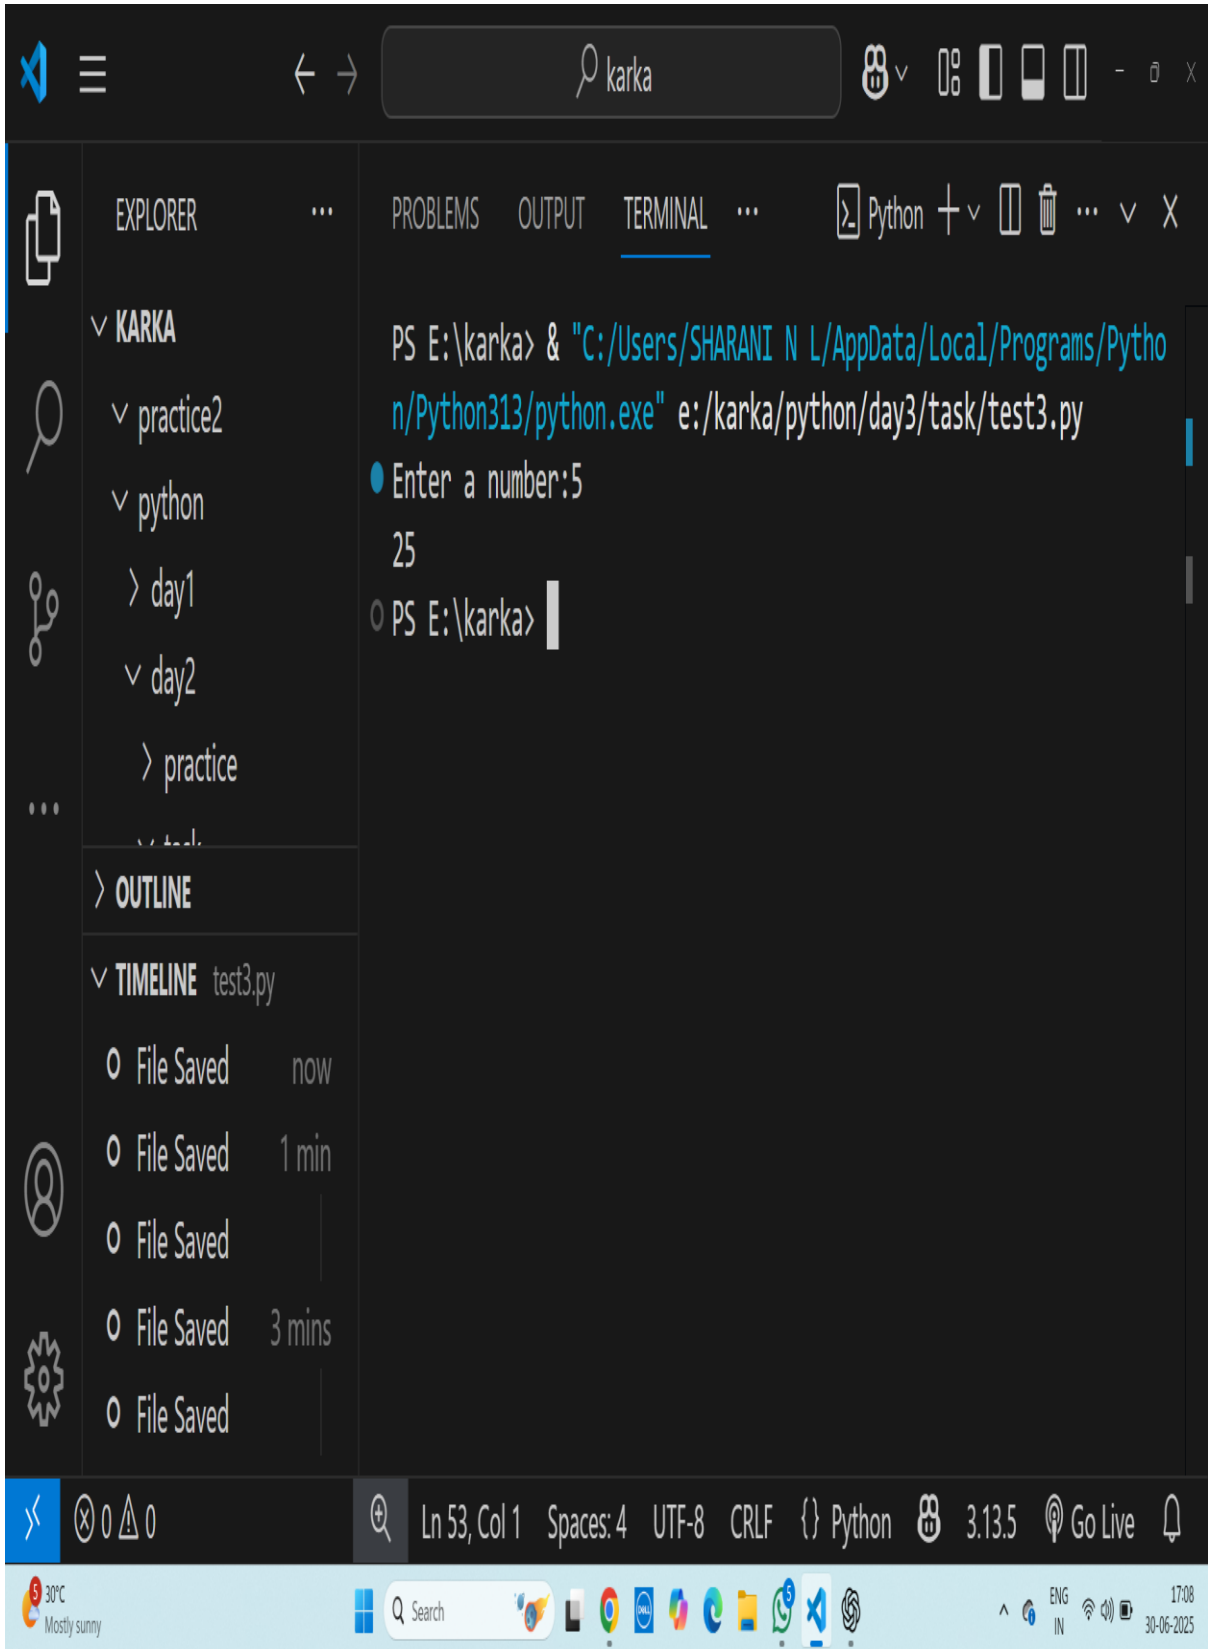 karka
EXPLORER
PROBLEMS OUTPUT TERMINAL Python
KARKA
practice2
python
day1
day2
practice
task
OUTLINE
TIMELINE test3.py
File Saved now
File Saved 1 min
File Saved
File Saved 3 mins
File Saved
PS E:\karka> & "C:/Users/SHARANI N L/AppData/Local/Programs/Pytho
n/Python313/python.exe" e:/karka/python/day3/task/test3.py
Enter a number:5
25
PS E:\karka>
0 0 Ln 53, Col 1 Spaces: 4 UTF-8 CRLF {} Python 3.13.5 Go Live
5 30°C
Mostly sunny
Search
DELL
5
ENG
IN
17:08
30-06-2025